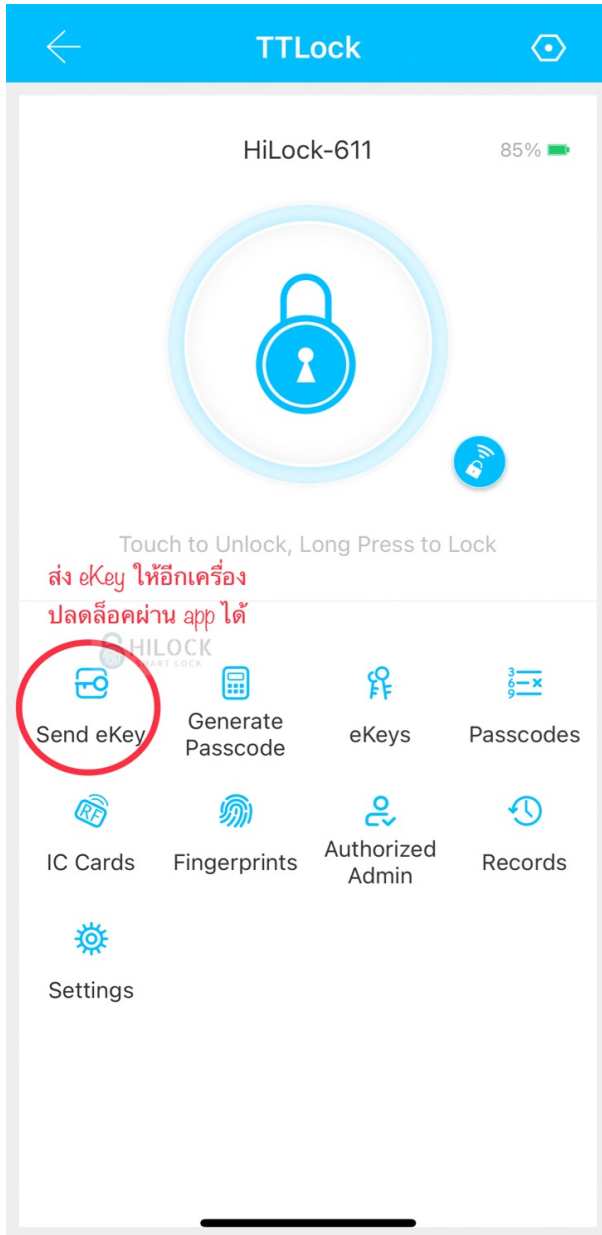 TTLock
HiLock-611
85%
Touch to Unlock, Long Press to Lock
ส่ง eKey ให้อีกเครื่อง
ปลดล็อคผ่าน app ได้
HILOCK
SMART LOCK
Send eKey
Generate
Passcode
eKeys
Passcodes
IC Cards
Fingerprints
Authorized
Admin
Records
Settings